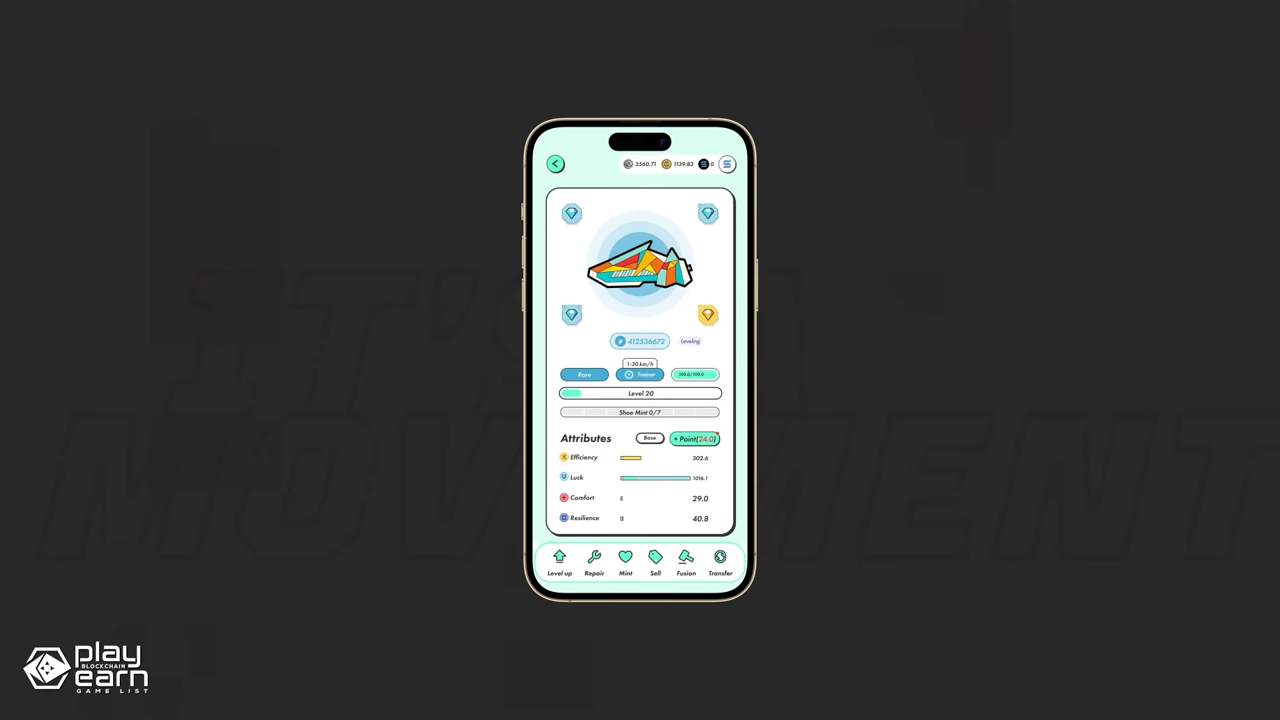 3560.71 1139.83 0
# 412536672 Leveling
1-20 km/h
Rare Trainer 100.0/100.0
Level 20
Shoe Mint 0/7
Attributes Base + Point(24.0)
Efficiency 302.6
Luck 1016.1
Comfort 29.0
Resilience 40.8
Level up Repair Mint Sell Fusion Transfer
IT'S A
MOVEMENT
play
BLOCKCHAIN
earn
GAME LIST